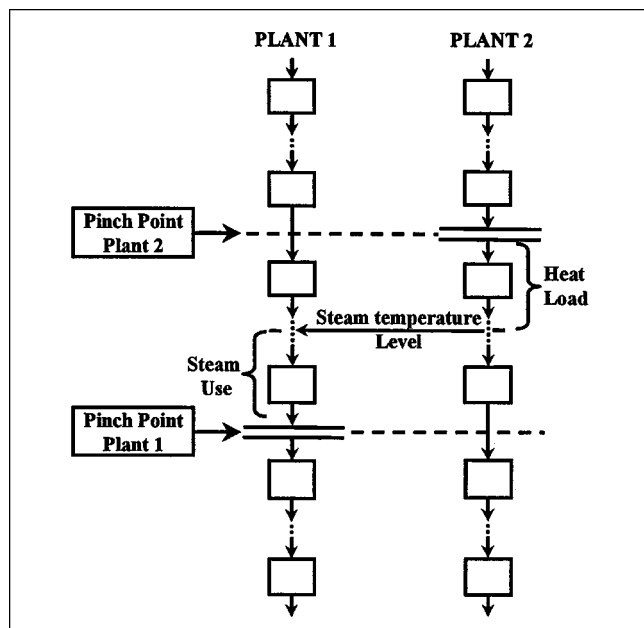 PLANT 1
PLANT 2
Pinch Point
Plant 2
Heat
Load
Steam temperature
Level
Steam
Use
Pinch Point
Plant 1